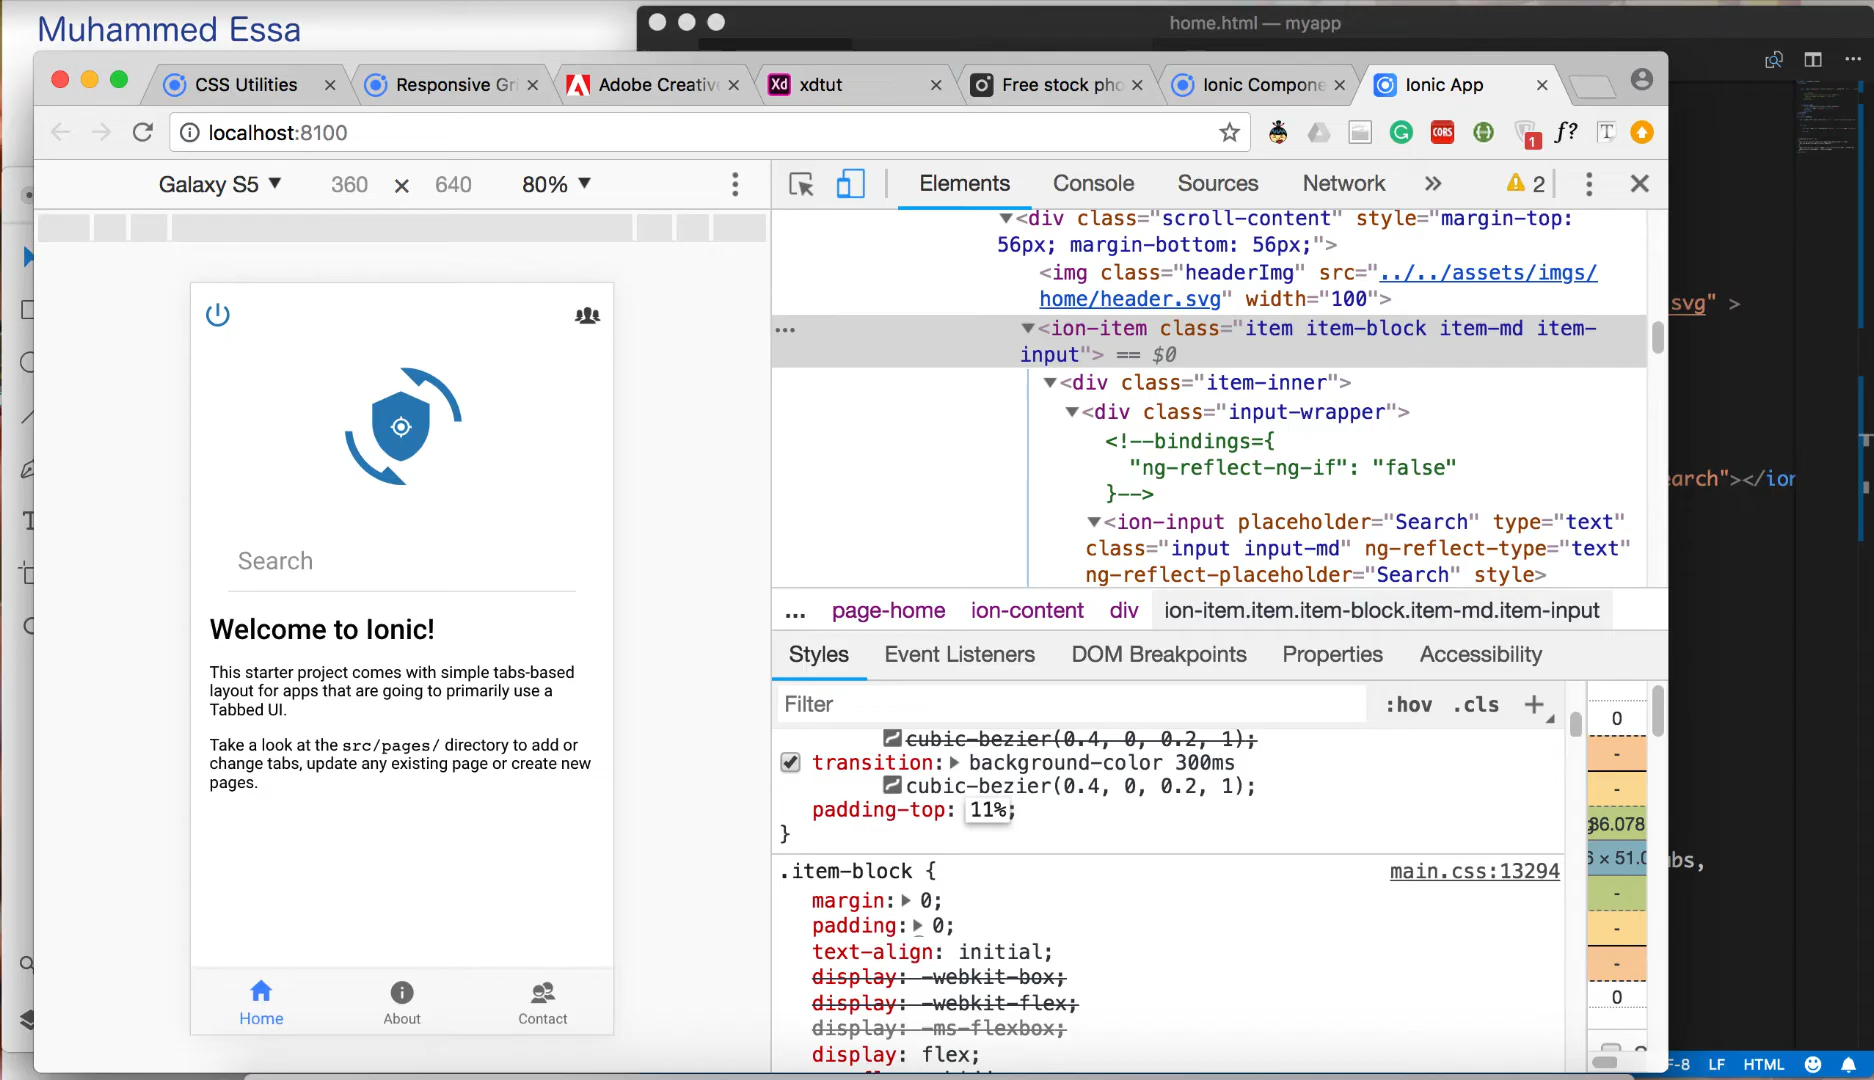 Muhammed Essa
home.html — myapp
CSS Utilities
Responsive Gr
Adobe Creativ
xdtut
Free stock pho
Ionic Compone
Ionic App
localhost:8100
CORS
1
f?
T
Galaxy S5
360
640
80%
Elements
Console
Sources
Network
2
<div class="scroll-content" style="margin-top:
56px; margin-bottom: 56px;">
<img class="headerImg" src="../../assets/imgs/
home/header.svg" width="100">
svg" >
<ion-item class="item item-block item-md item-
input"> == $0
<div class="item-inner">
<div class="input-wrapper">
<!--bindings={
"ng-reflect-ng-if": "false"
}-->
earch"></ion
<ion-input placeholder="Search" type="text"
class="input input-md" ng-reflect-type="text"
ng-reflect-placeholder="Search" style>
... page-home ion-content div ion-item.item.item-block.item-md.item-input
Styles
Event Listeners
DOM Breakpoints
Properties
Accessibility
Filter
:hov .cls +
cubic-bezier(0.4, 0, 0.2, 1);
transition: background-color 300ms
cubic-bezier(0.4, 0, 0.2, 1);
padding-top: 11%;
}
.item-block {
main.css:13294
margin: 0;
padding: 0;
text-align: initial;
display: -webkit-box;
display: -webkit-flex;
display: -ms-flexbox;
display: flex;
0
-
-
86.078
6 × 51.0
-
-
-
0
bs,
Search
Welcome to Ionic!
This starter project comes with simple tabs-based
layout for apps that are going to primarily use a
Tabbed UI.
Take a look at the src/pages/ directory to add or
change tabs, update any existing page or create new
pages.
Home
About
Contact
F-8 LF HTML